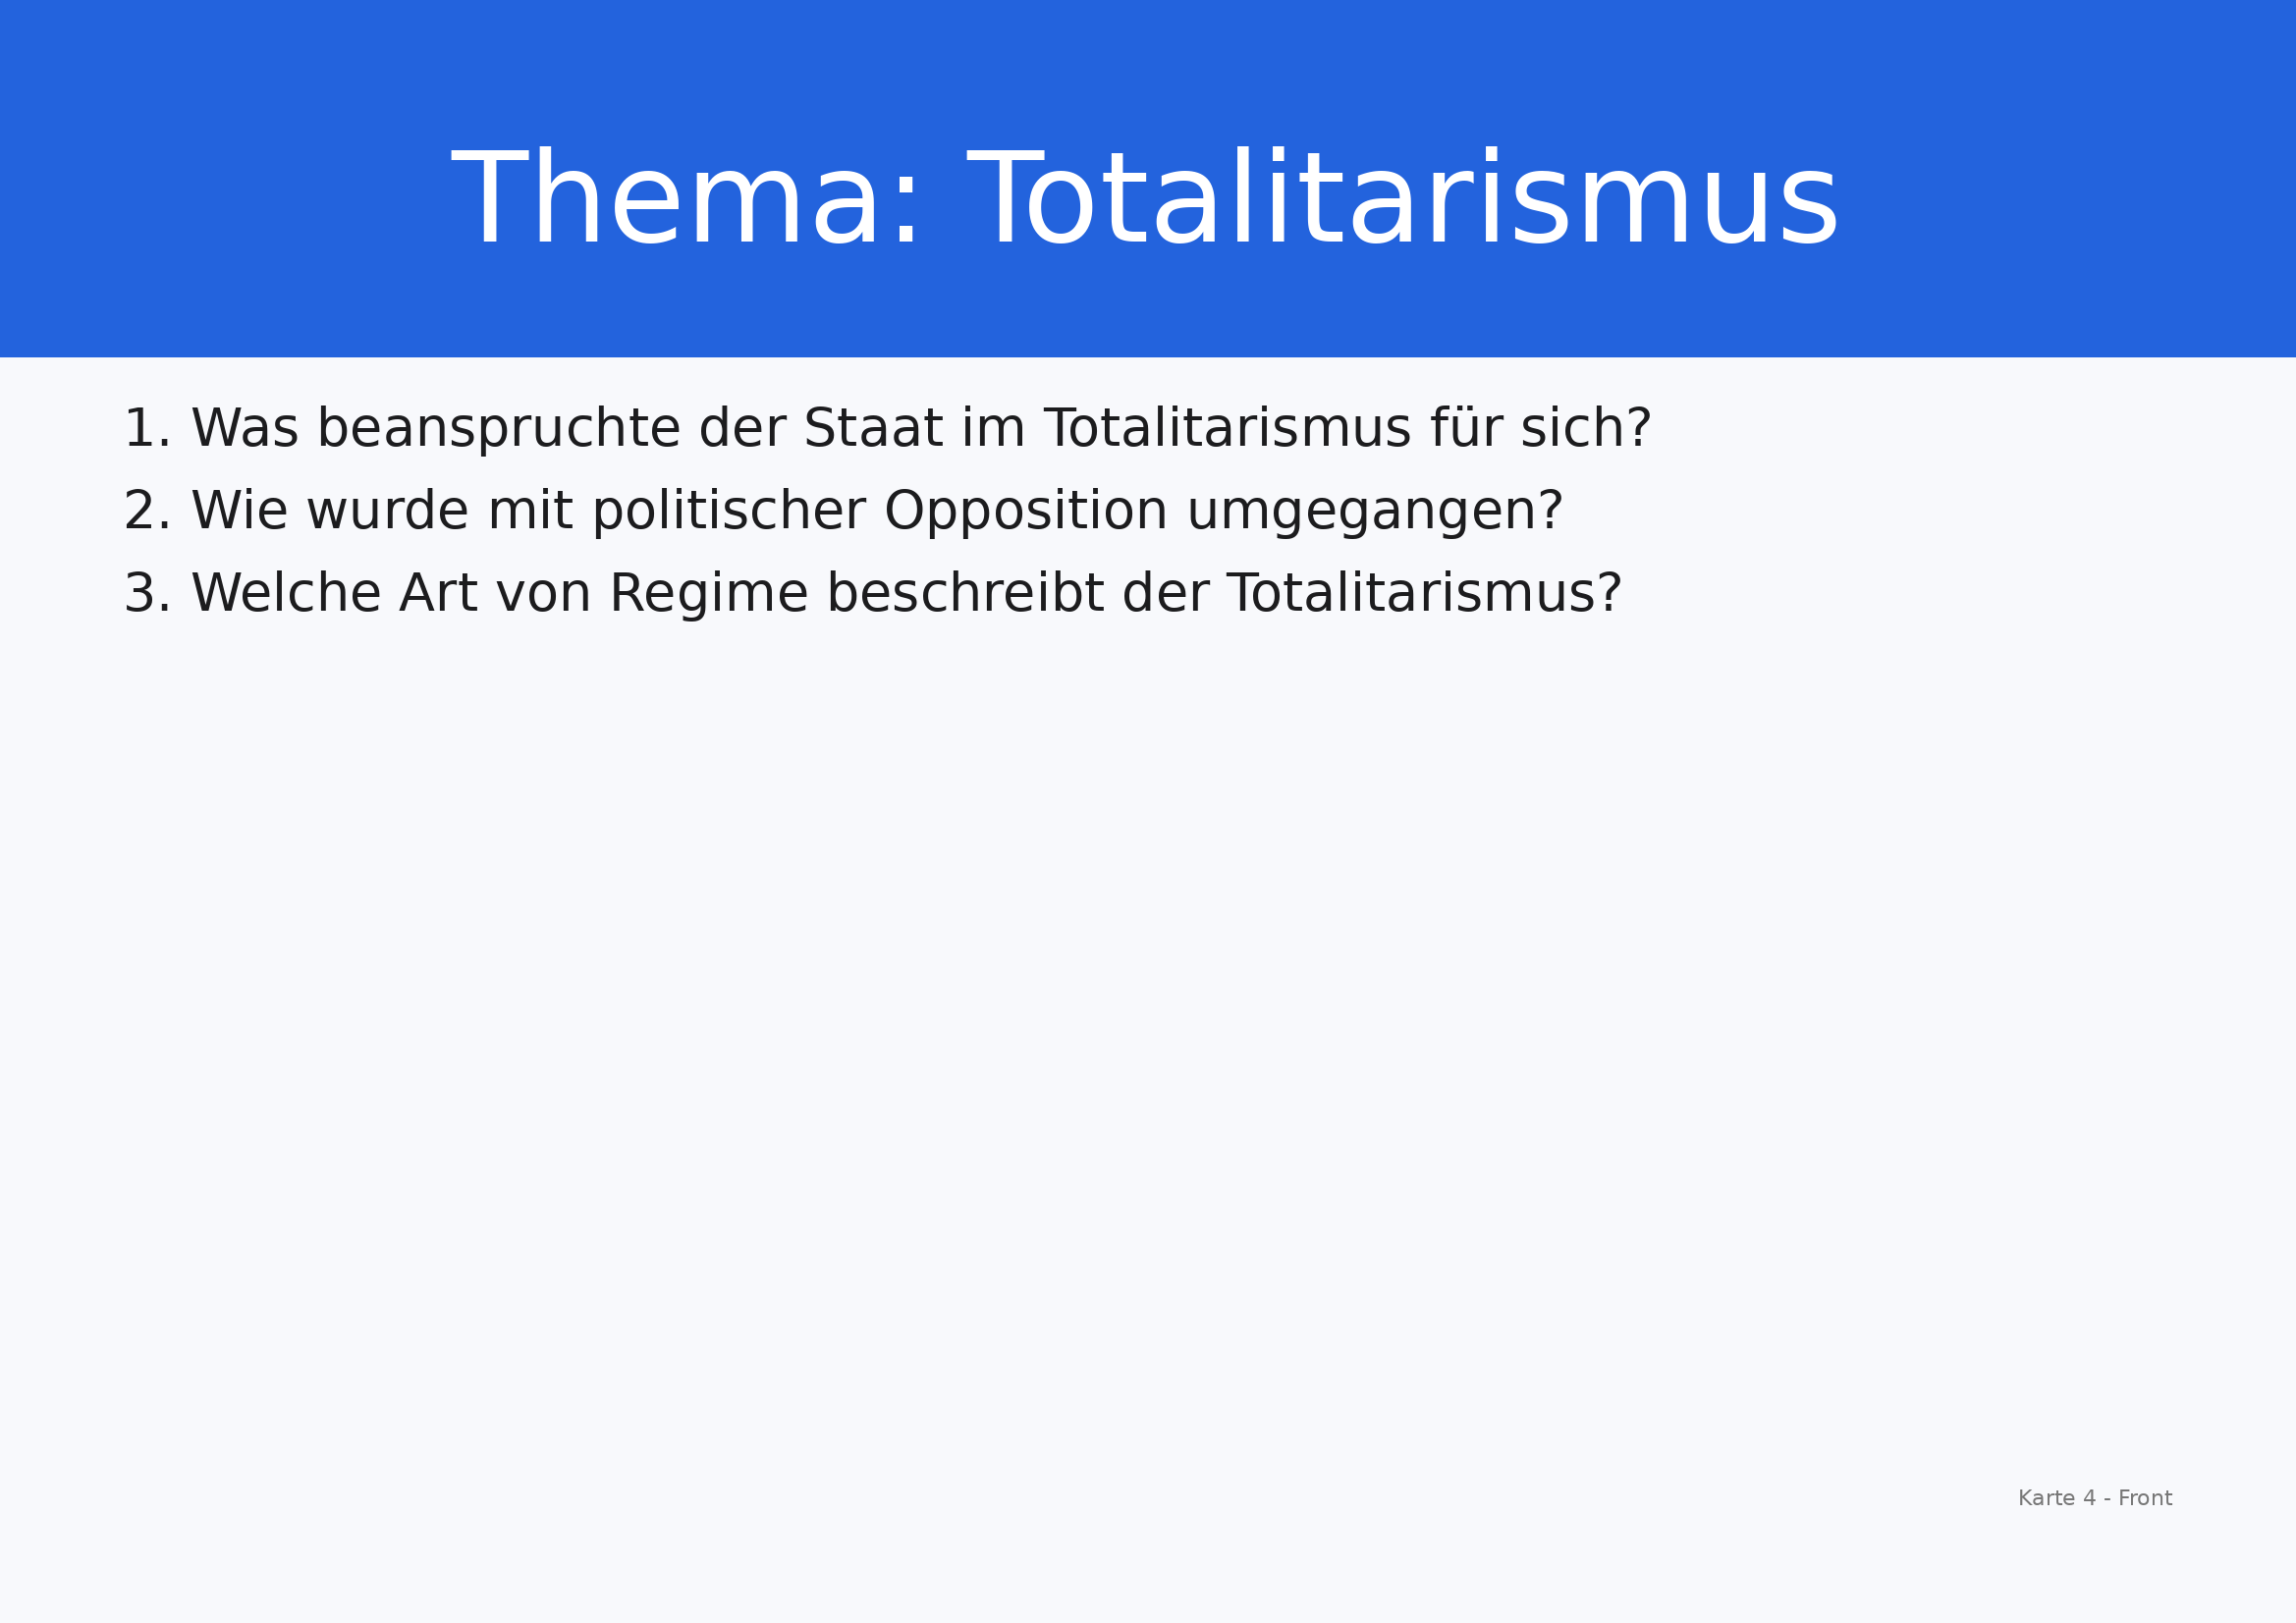 Thema: Totalitarismus
1. Was beanspruchte der Staat im Totalitarismus für sich?
2. Wie wurde mit politischer Opposition umgegangen?
3. Welche Art von Regime beschreibt der Totalitarismus?
Karte 4 - Front